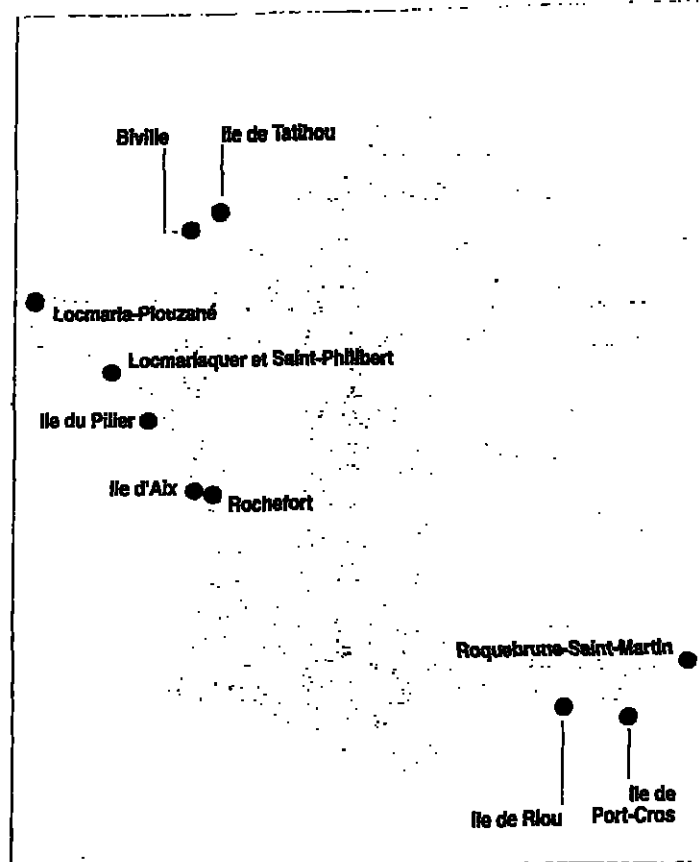 Biville
Ile de Tatihou
Locmaria-Plouzané
Locmariaquer et Saint-Philibert
Ile du Pilier
Ile d'Aix
Rochefort
Roquebrune-Saint-Martin
Ile de Riou
Ile de
Port-Cros